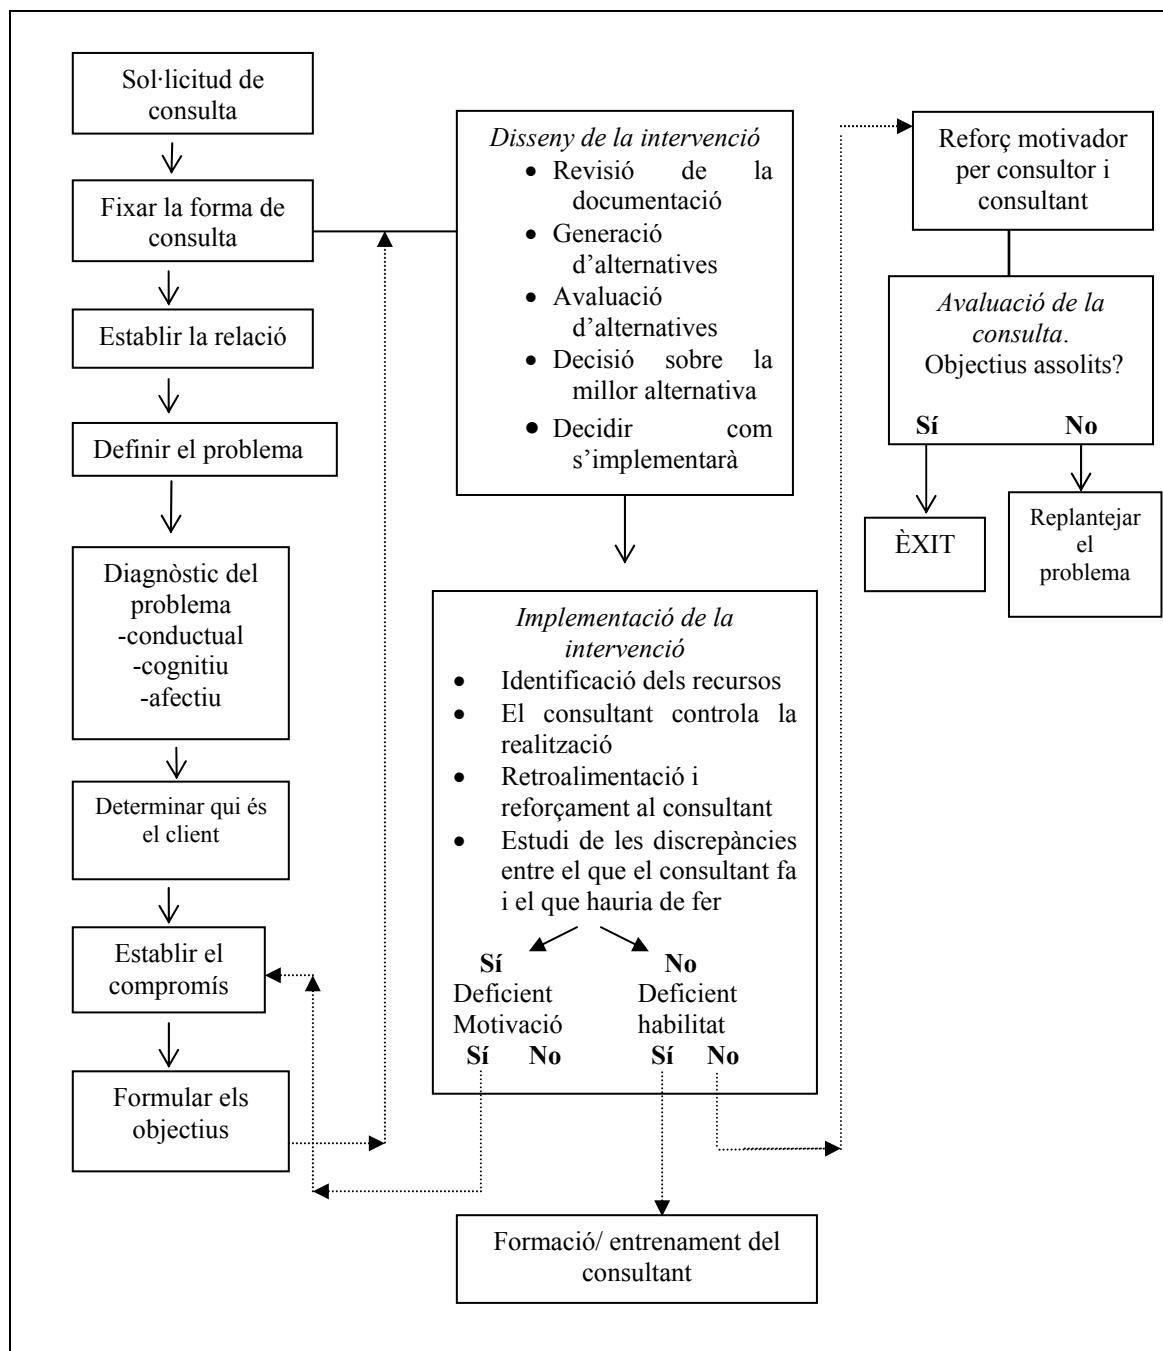 Sol·licitud de
consulta
Fixar la forma de
consulta
Establir la relació
Definir el problema
Diagnòstic del
problema
-conductual
-cognitiu
-afectiu
Determinar qui és
el client
Establir el
compromís
Formular els
objectius
Disseny de la intervenció
• Revisió de la
documentació
• Generació
d’alternatives
• Avaluació
d’alternatives
• Decisió sobre la
millor alternativa
• Decidir com
s’implementarà
Implementació de la
intervenció
• Identificació dels recursos
• El consultant controla la
realització
• Retroalimentació i
reforçament al consultant
• Estudi de les discrepàncies
entre el que el consultant fa
i el que hauria de fer
Sí No
Deficient Deficient
Motivació habilitat
Sí No Sí No
Formació/ entrenament del
consultant
Reforç motivador
per consultor i
consultant
Avaluació de la
consulta.
Objectius assolits?
Sí No
ÈXIT
Replantejar
el
problema